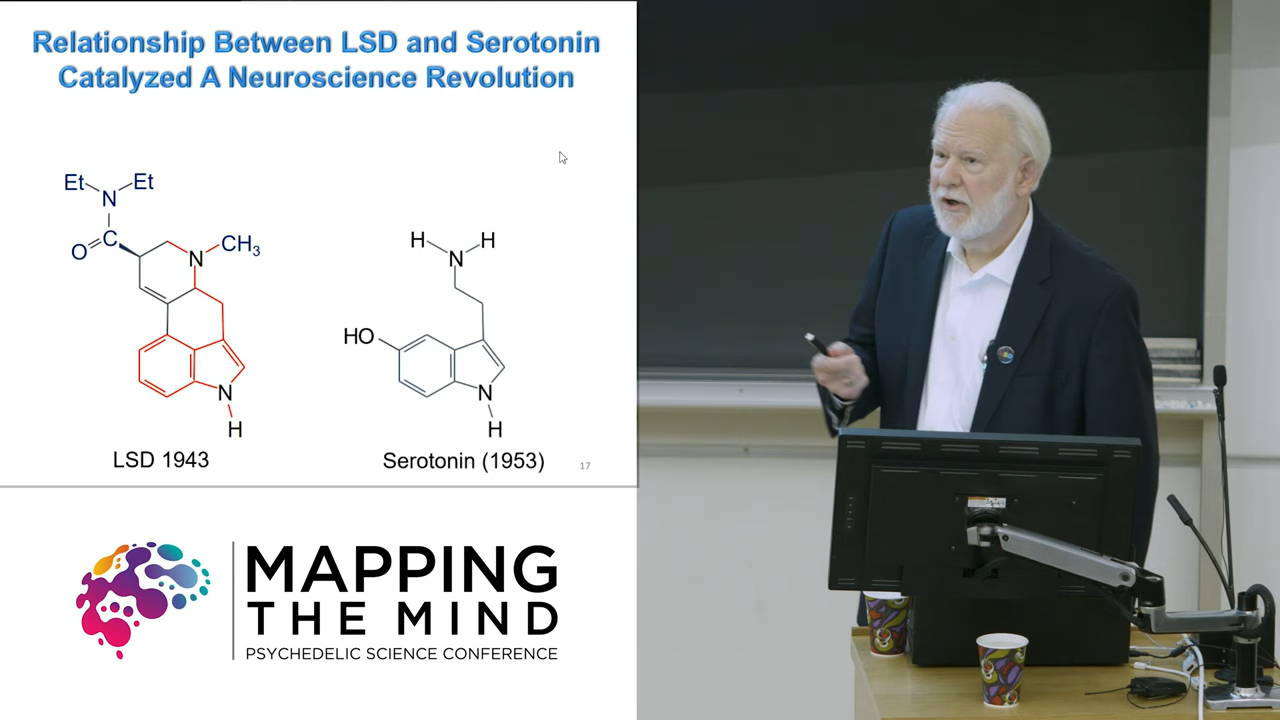 Relationship Between LSD and Serotonin
Catalyzed A Neuroscience Revolution
Et
Et
N
O
C
N
CH3
N
H
LSD 1943
H
H
N
HO
N
H
Serotonin (1953)
17
MAPPING
THE MIND
PSYCHEDELIC SCIENCE CONFERENCE